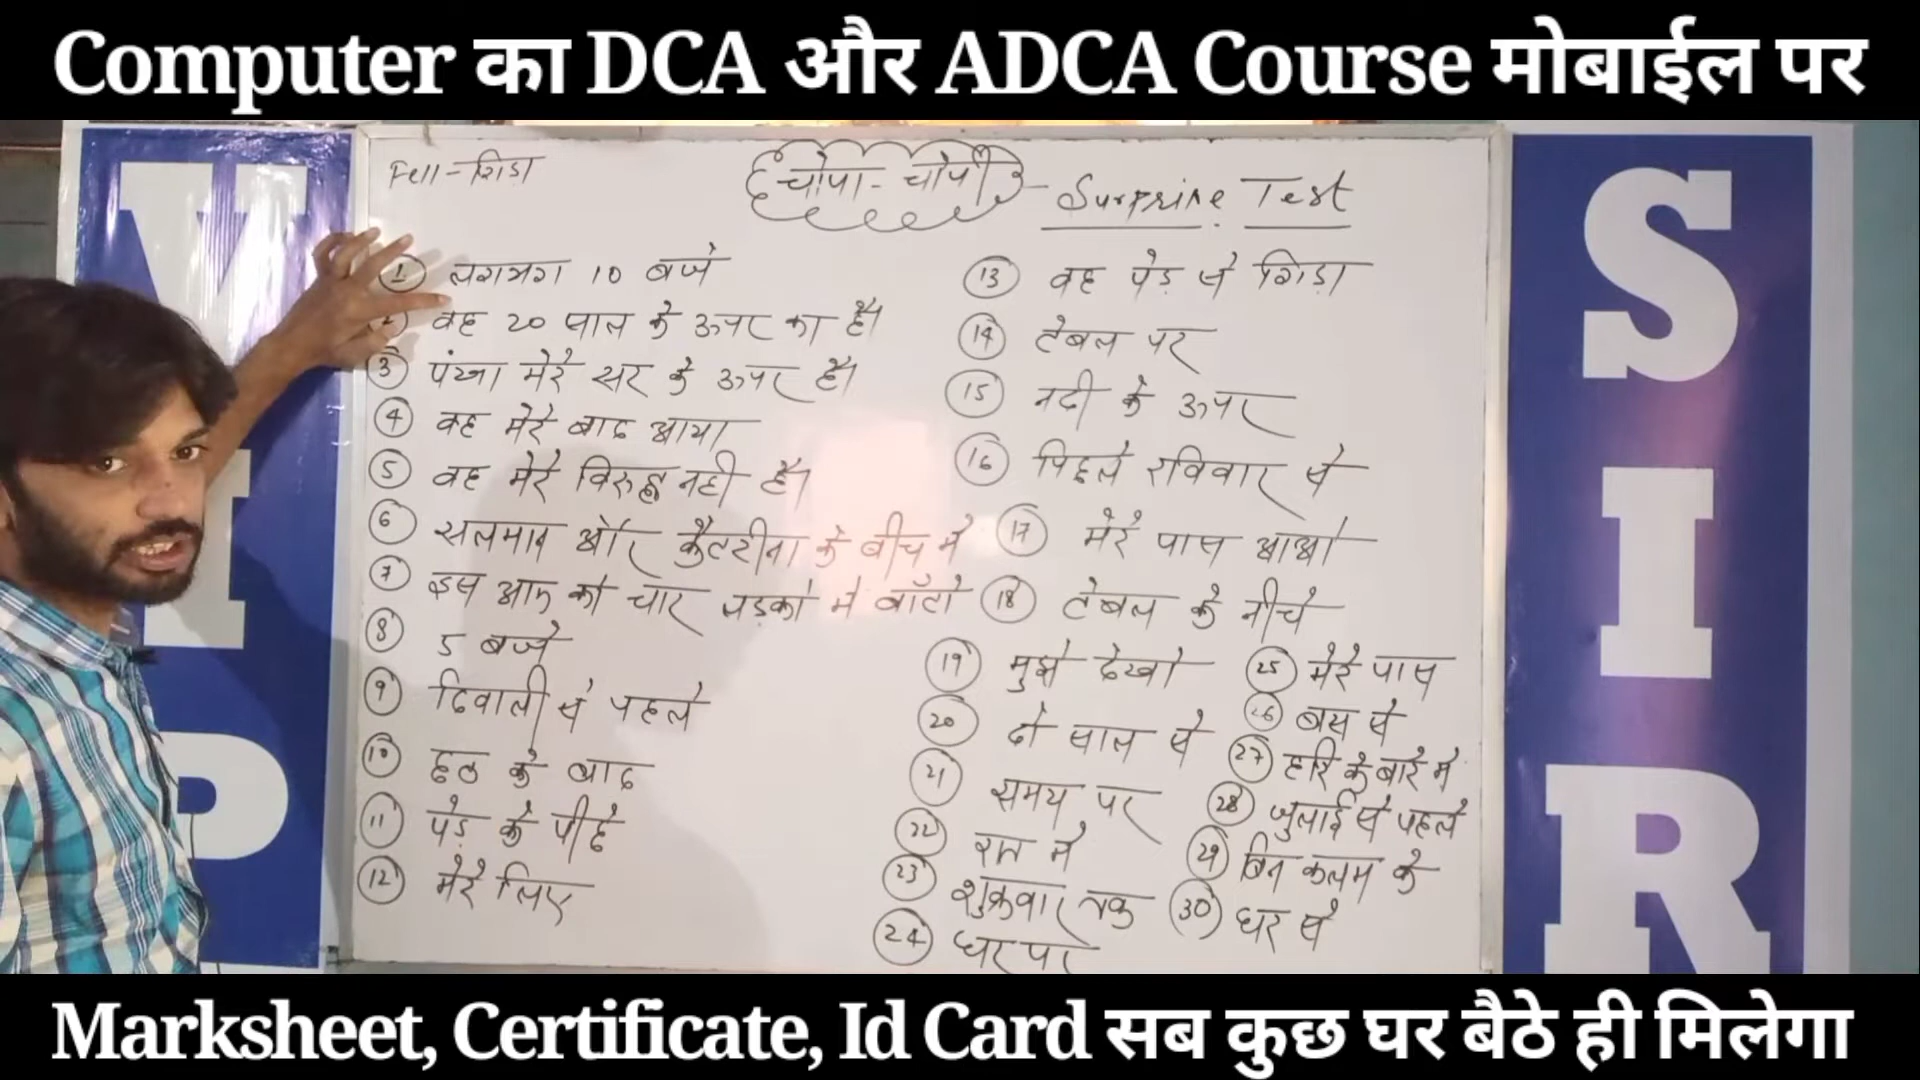 Computer का DCA और ADCA Course मोबाईल पर
Fell - गिडा
चोपा - चोपी - Surprise Test
1 लगभग 10 बजे
2 वह 20 साल के ऊपर का है।
3 पंखा मेरे सर के ऊपर है।
4 वह मेरे बाद आया
5 वह मेरे विरुद्ध नही है।
6 सलमान और कैटरीना के बीच मे
7 इस आम को चार लड़को मे बाँटो
8 5 बजे
9 दिवाली से पहले
10 छठ के बाद
11 पेड़ के पीछे
12 मेरे लिए
13 वह पेड़ से गिड़ा
14 टेबल पर
15 नदी के ऊपर
16 पिछले रविवार से
17 मेरे पास आओ
18 टेबल के नीचे
19 मुझे देखो
20 दो साल से
21 समय पर
22 रात मे
23 शुक्रवार तक
24 घर पर
25 मेरे पास
26 बस से
27 हरि के बारे मे
28 जुलाई से पहले
29 बिन कलम के
30 घर से
V
I
P
S
I
R
Marksheet, Certificate, Id Card सब कुछ घर बैठे ही मिलेगा